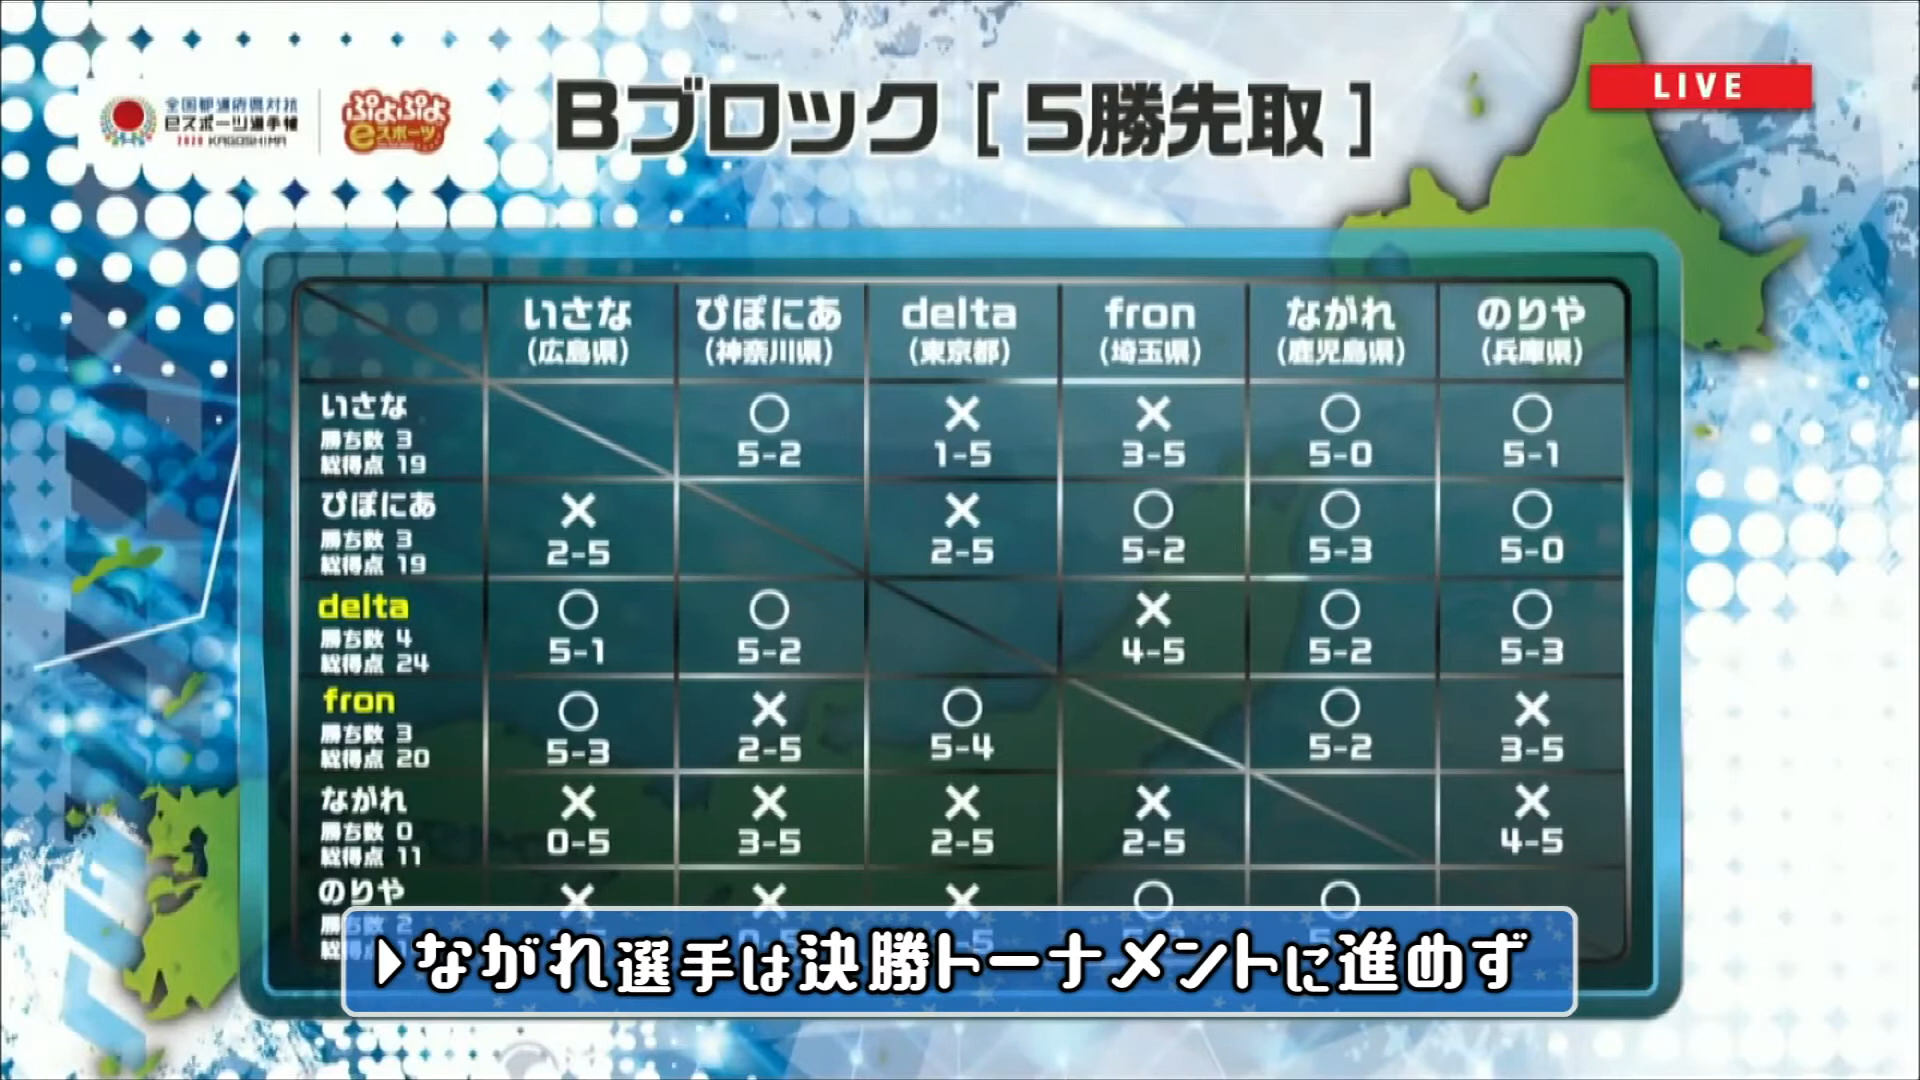 全国都道府県対抗
eスポーツ選手権
2020 KAGOSHIMA
ぷよぷよ
eスポーツ
Bブロック [ 5勝先取 ]
LIVE
いさな ぴぽにあ delta fron ながれ のりや
(広島県) (神奈川県) (東京都) (埼玉県) (鹿児島県) (兵庫県)
いさな
勝ち数 3
総得点 19
○ × × ○ ○
5-2 1-5 3-5 5-0 5-1
ぴぽにあ
勝ち数 3
総得点 19
× × ○ ○ ○
2-5 2-5 5-2 5-3 5-0
delta
勝ち数 4
総得点 24
○ ○ × ○ ○
5-1 5-2 4-5 5-2 5-3
fron
勝ち数 3
総得点 20
○ × ○ ○ ×
5-3 2-5 5-4 5-2 3-5
ながれ
勝ち数 0
総得点 11
× × × × ×
0-5 3-5 2-5 2-5 4-5
のりや
勝ち数 2
× × × ○ ○
▶ながれ選手は決勝トーナメントに進めず